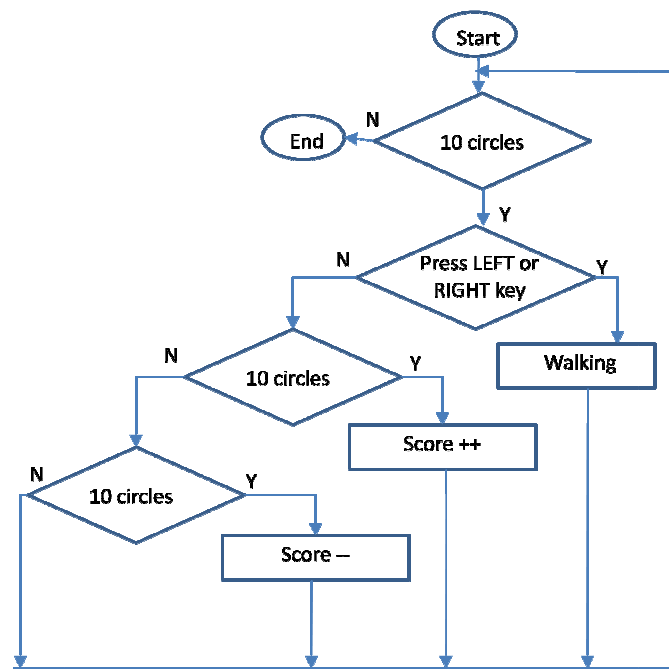 Start
N
End
10 circles
Y
N
Press LEFT or
RIGHT key
Y
N
10 circles
Y
Walking
Score ++
N
10 circles
Y
Score –